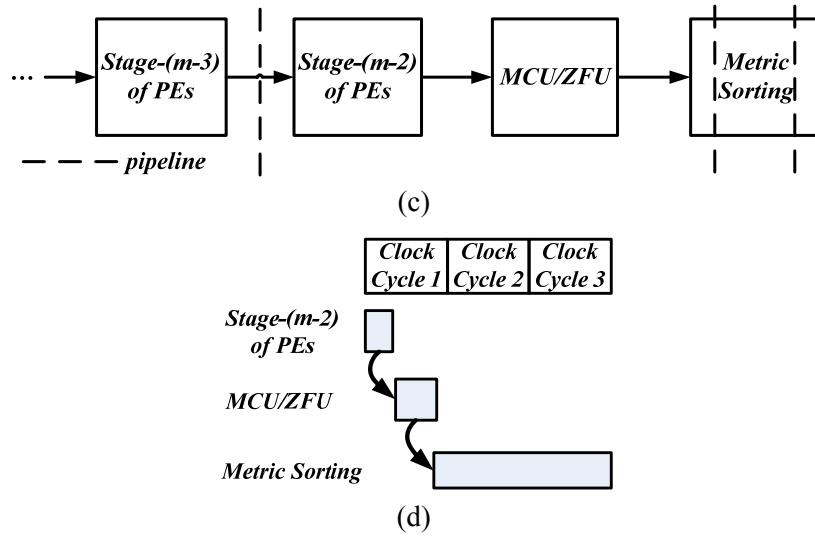 Stage-(m-3)
of PEs
Stage-(m-2)
of PEs
MCU/ZFU
Metric
Sorting
...
pipeline
(c)
Clock
Cycle 1
Clock
Cycle 2
Clock
Cycle 3
Stage-(m-2)
of PEs
MCU/ZFU
Metric Sorting
(d)